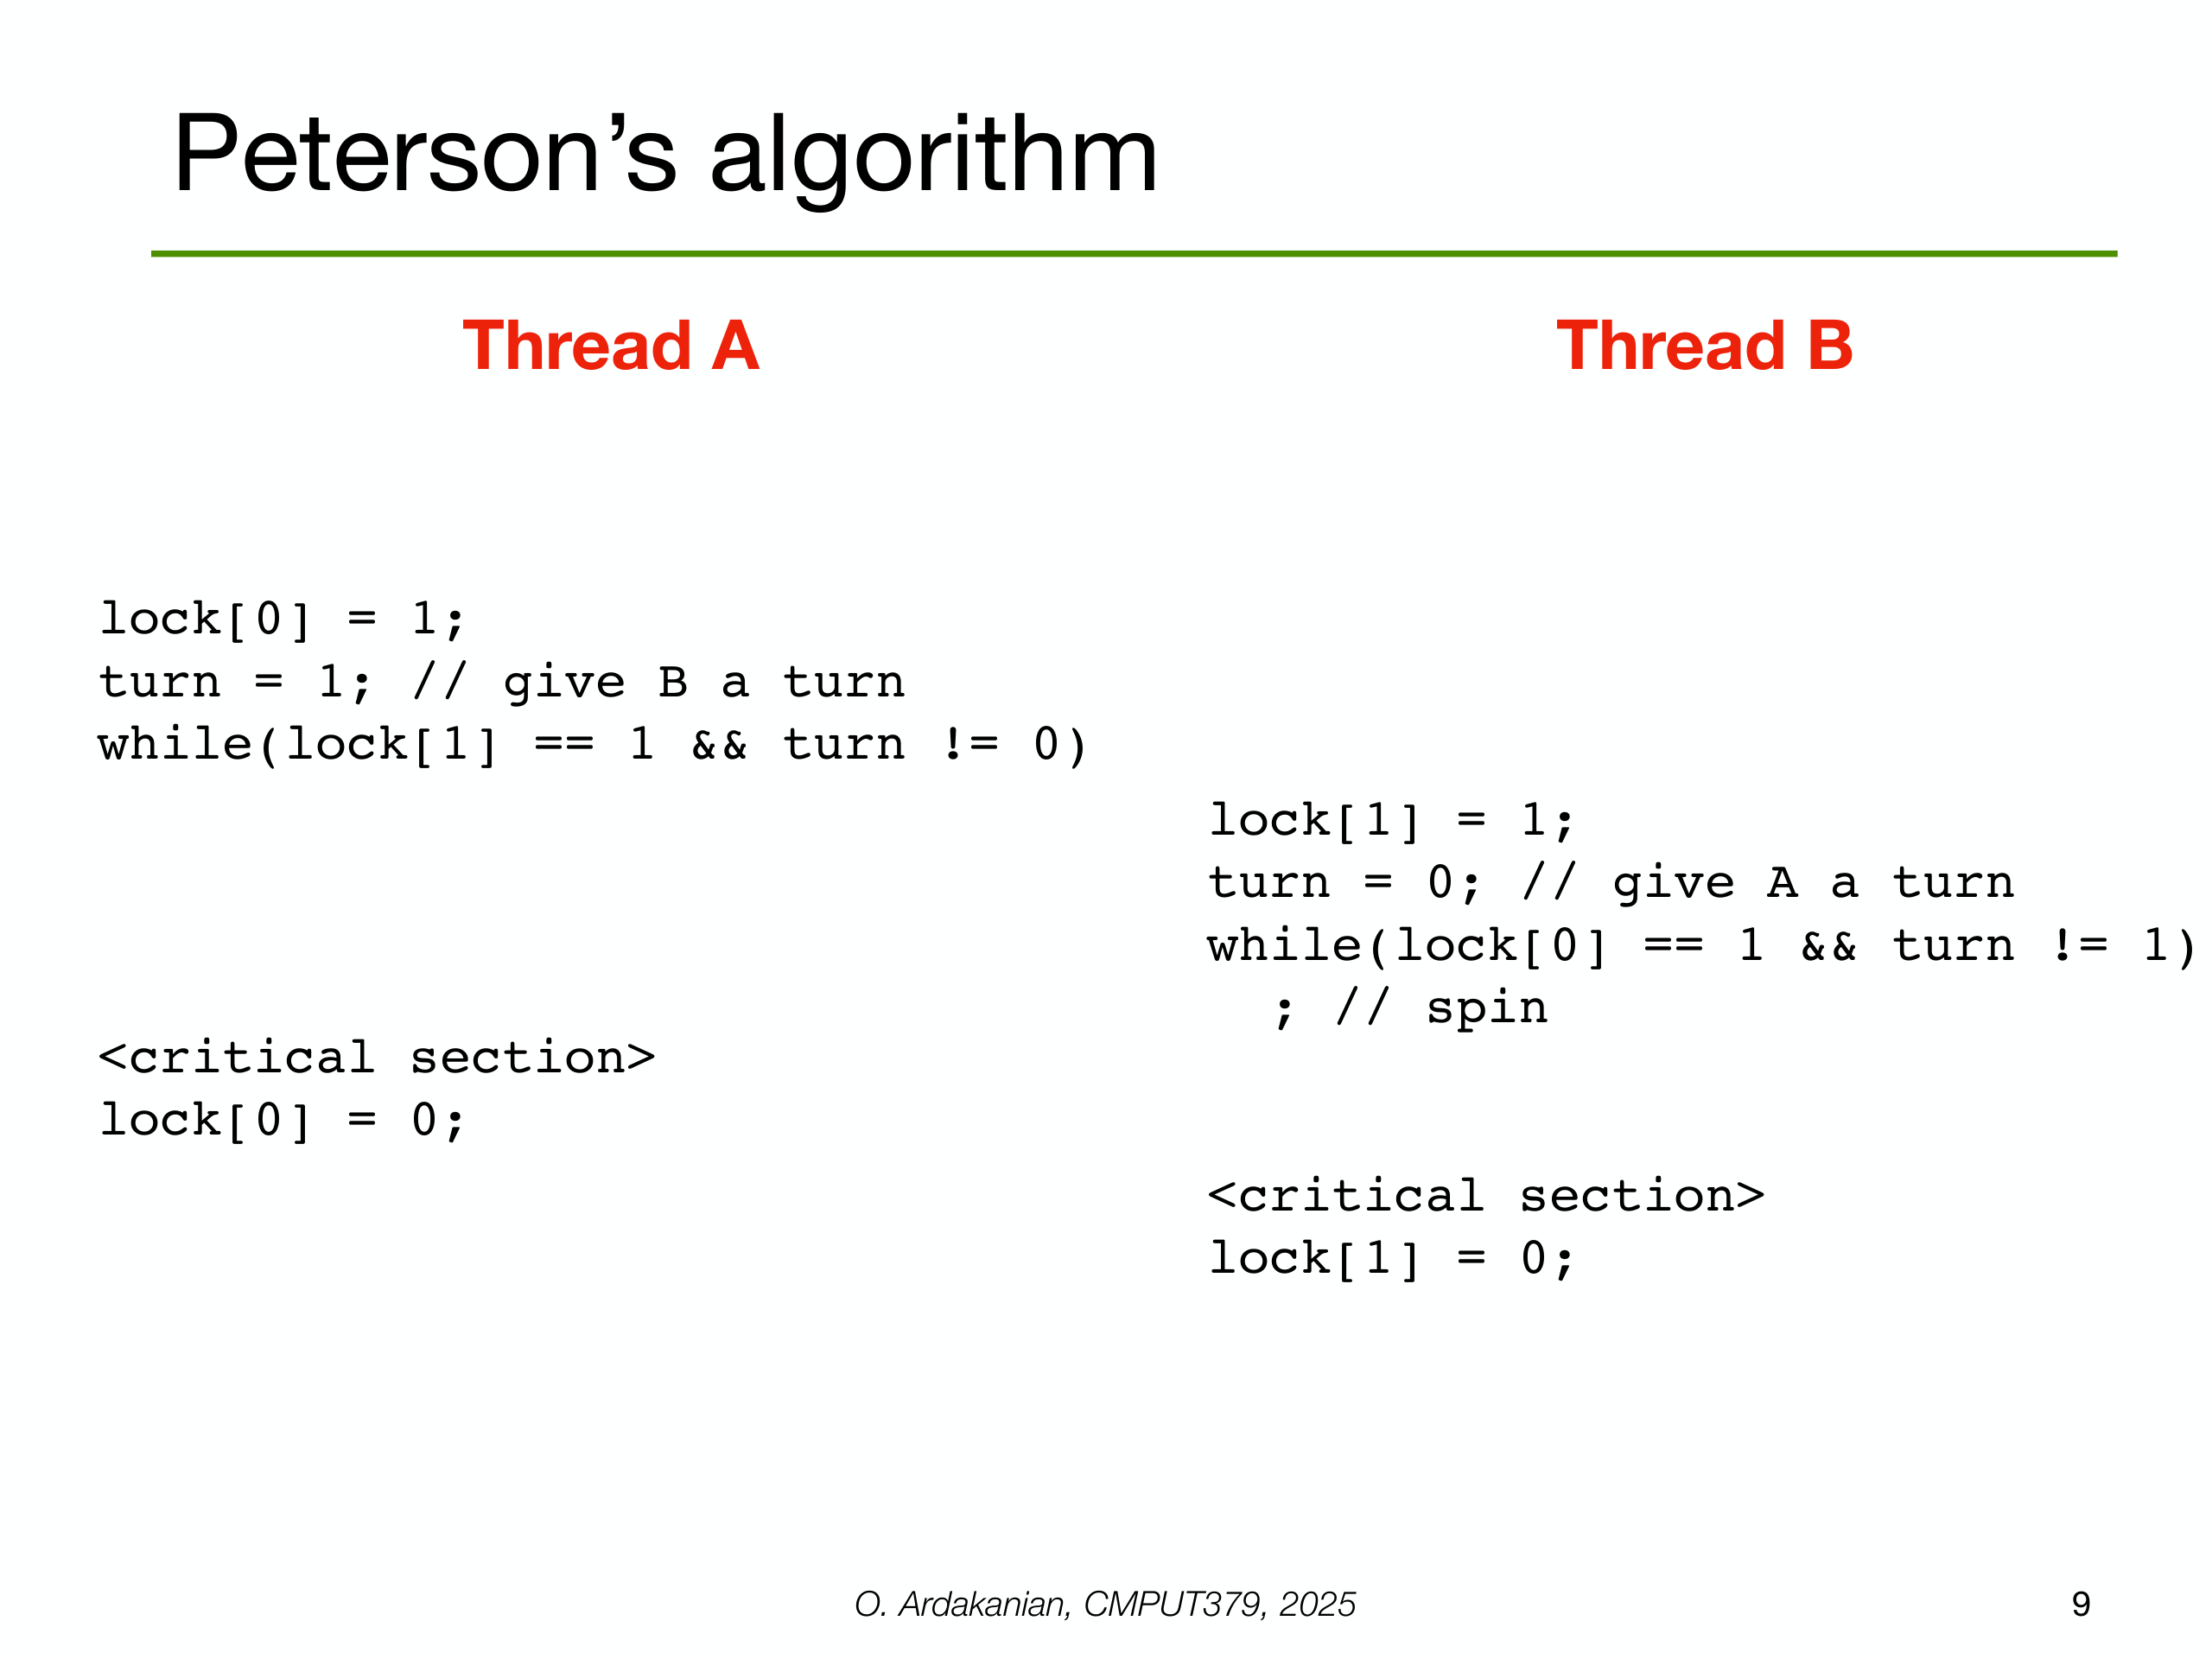 Peterson’s algorithm
Thread A
Thread B
lock[0] = 1;
turn = 1; // give B a turn
while(lock[1] == 1 && turn != 0)
lock[1] = 1;
turn = 0; // give A a turn
while(lock[0] == 1 && turn != 1)
; // spin
<critical section>
lock[0] = 0;
<critical section>
lock[1] = 0;
O. Ardakanian, CMPUT379, 2025
9